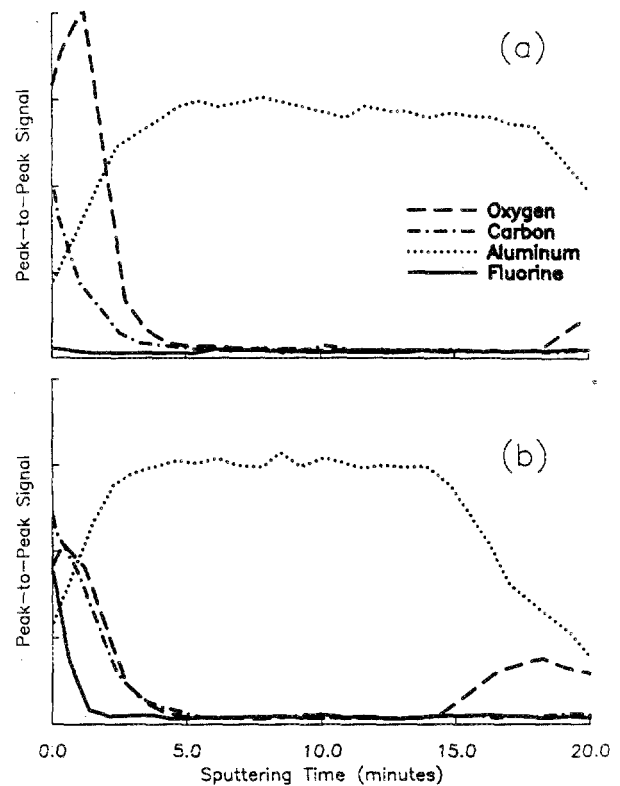 (a)
Peak-to-Peak Signal
Oxygen
Carbon
Aluminum
Fluorine
(b)
Peak-to-Peak Signal
0.0 5.0 10.0 15.0 20.0
Sputtering Time (minutes)